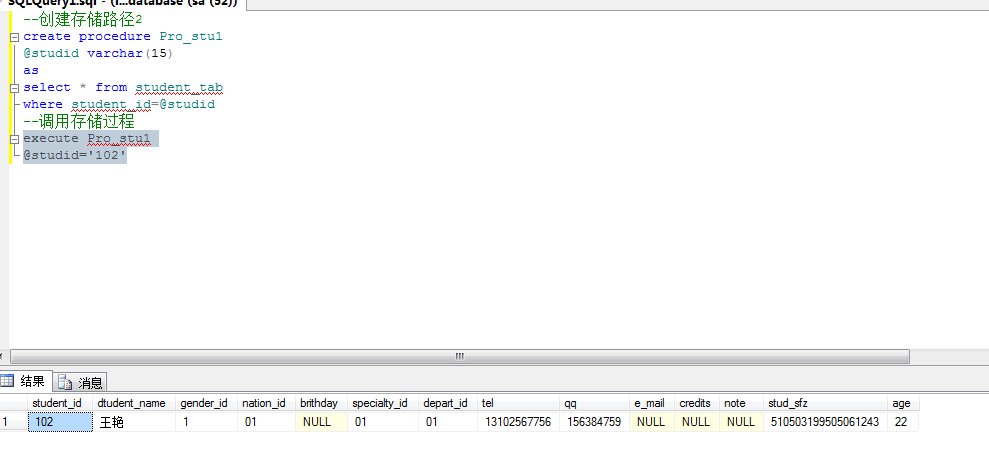 SQLQuery1.sql - (l...database (sa (52))
--创建存储路径2
create procedure Pro_stu1
@studid varchar(15)
as
select * from student_tab
where student_id=@studid
--调用存储过程
execute Pro_stu1
@studid='102'
结果 消息
student_id dtudent_name gender_id nation_id brithday specialty_id depart_id tel qq e_mail credits note stud_sfz age
1 102 王艳 1 01 NULL 01 01 13102567756 156384759 NULL NULL NULL 510503199505061243 22